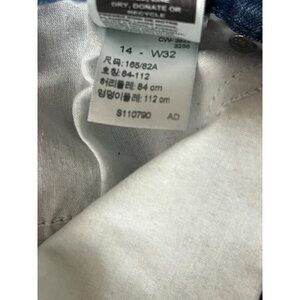 DRY, DONATE OR
RECYCLE
14 - W32
尺码:165/82A
호칭:84-112
허리둘레: 84 cm
엉덩이둘레: 112 cm
S110790 AD